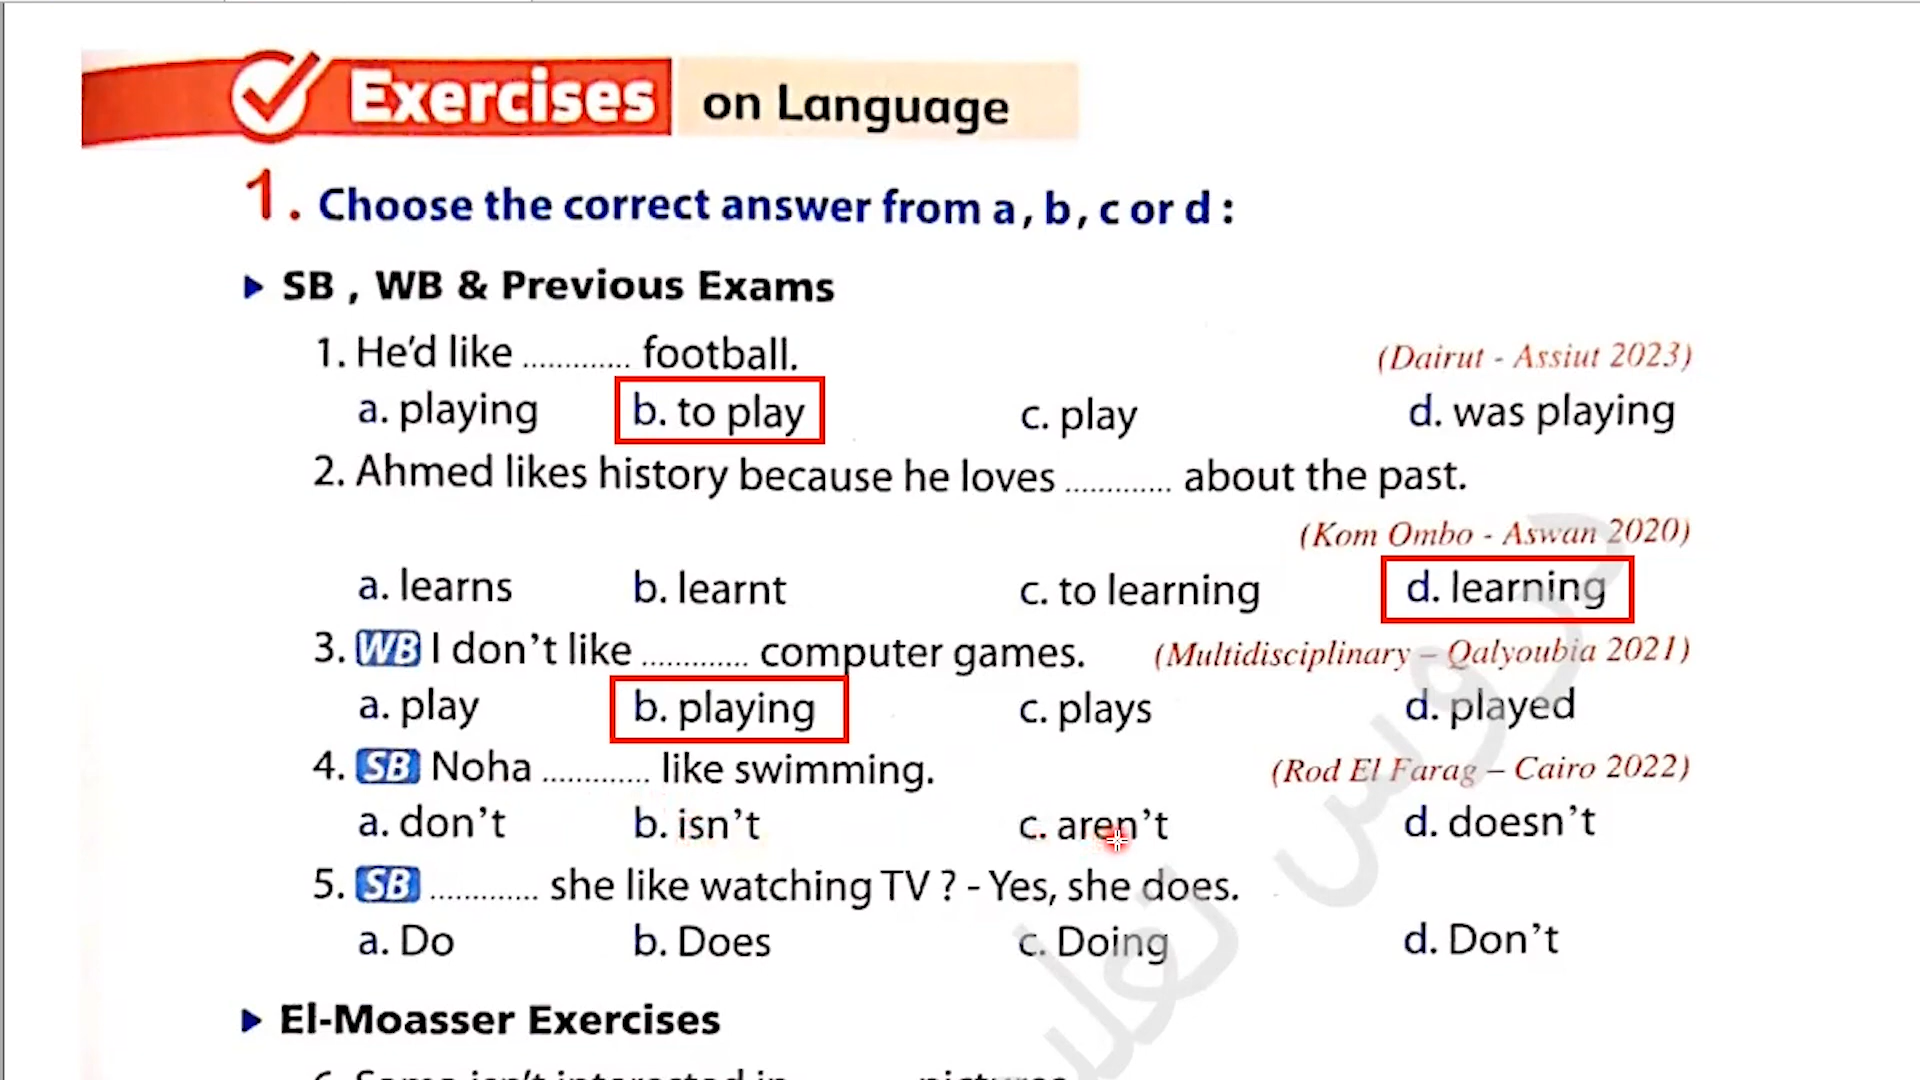 Exercises on Language
1. Choose the correct answer from a, b, c or d :
SB , WB & Previous Exams
1. He'd like ............ football. (Dairut - Assiut 2023)
a. playing b. to play c. play d. was playing
2. Ahmed likes history because he loves ............ about the past.
(Kom Ombo - Aswan 2020)
a. learns b. learnt c. to learning d. learning
3. WB I don't like ............ computer games. (Multidisciplinary – Qalyoubia 2021)
a. play b. playing c. plays d. played
4. SB Noha ............ like swimming. (Rod El Farag – Cairo 2022)
a. don't b. isn't c. aren't d. doesn't
5. SB ............ she like watching TV ? - Yes, she does.
a. Do b. Does c. Doing d. Don't
El-Moasser Exercises